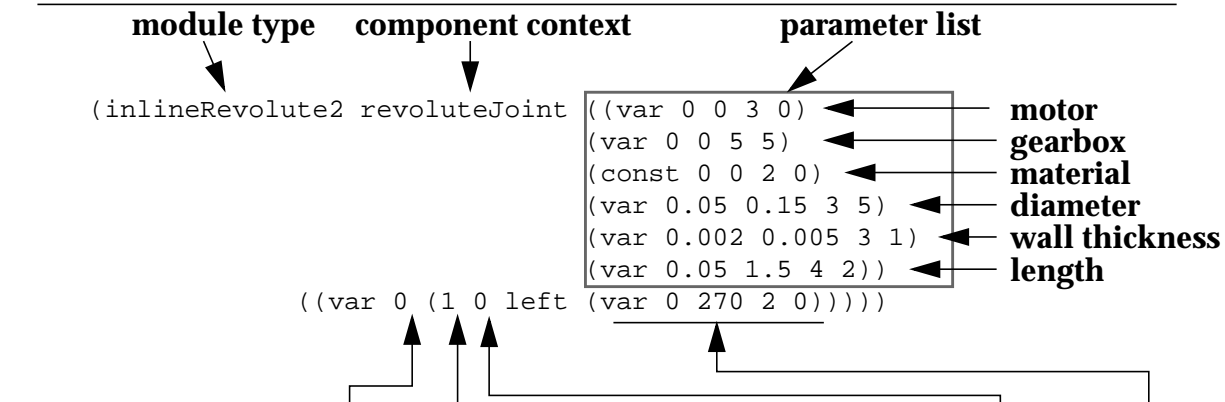 module type component context parameter list
(inlineRevolute2 revoluteJoint ((var 0 0 3 0) motor
(var 0 0 5 5) gearbox
(const 0 0 2 0) material
(var 0.05 0.15 3 5) diameter
(var 0.002 0.005 3 1) wall thickness
(var 0.05 1.5 4 2)) length
((var 0 (1 0 left (var 0 270 2 0)))))